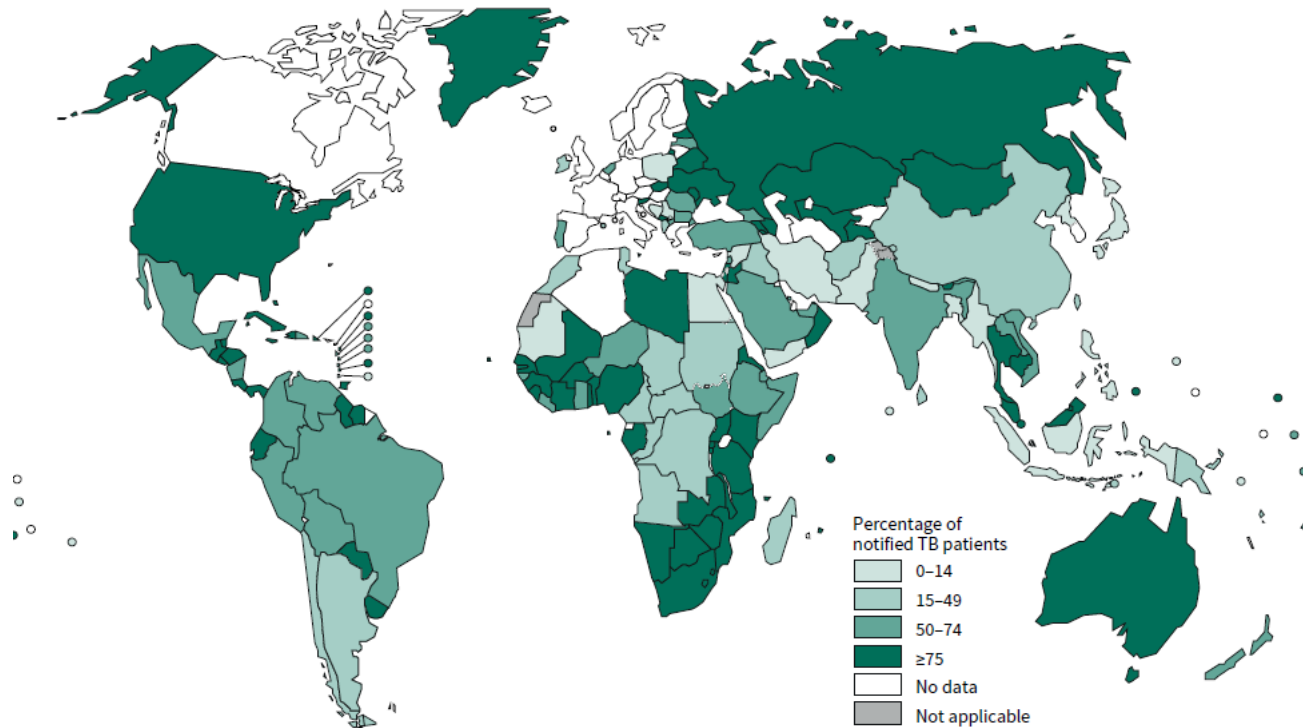 Percentage of
notified TB patients
0–14
15–49
50–74
≥75
No data
Not applicable